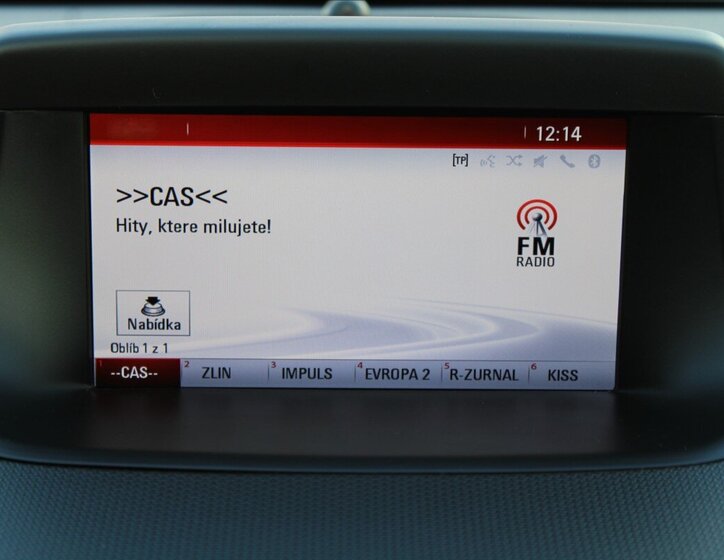 12:14
[TP]
>>CAS<<
Hity, ktere milujete!
FM
RADIO
Nabídka
Oblíb 1 z 1
1 --CAS-- 2 ZLIN 3 IMPULS 4 EVROPA 2 5 R-ZURNAL 6 KISS